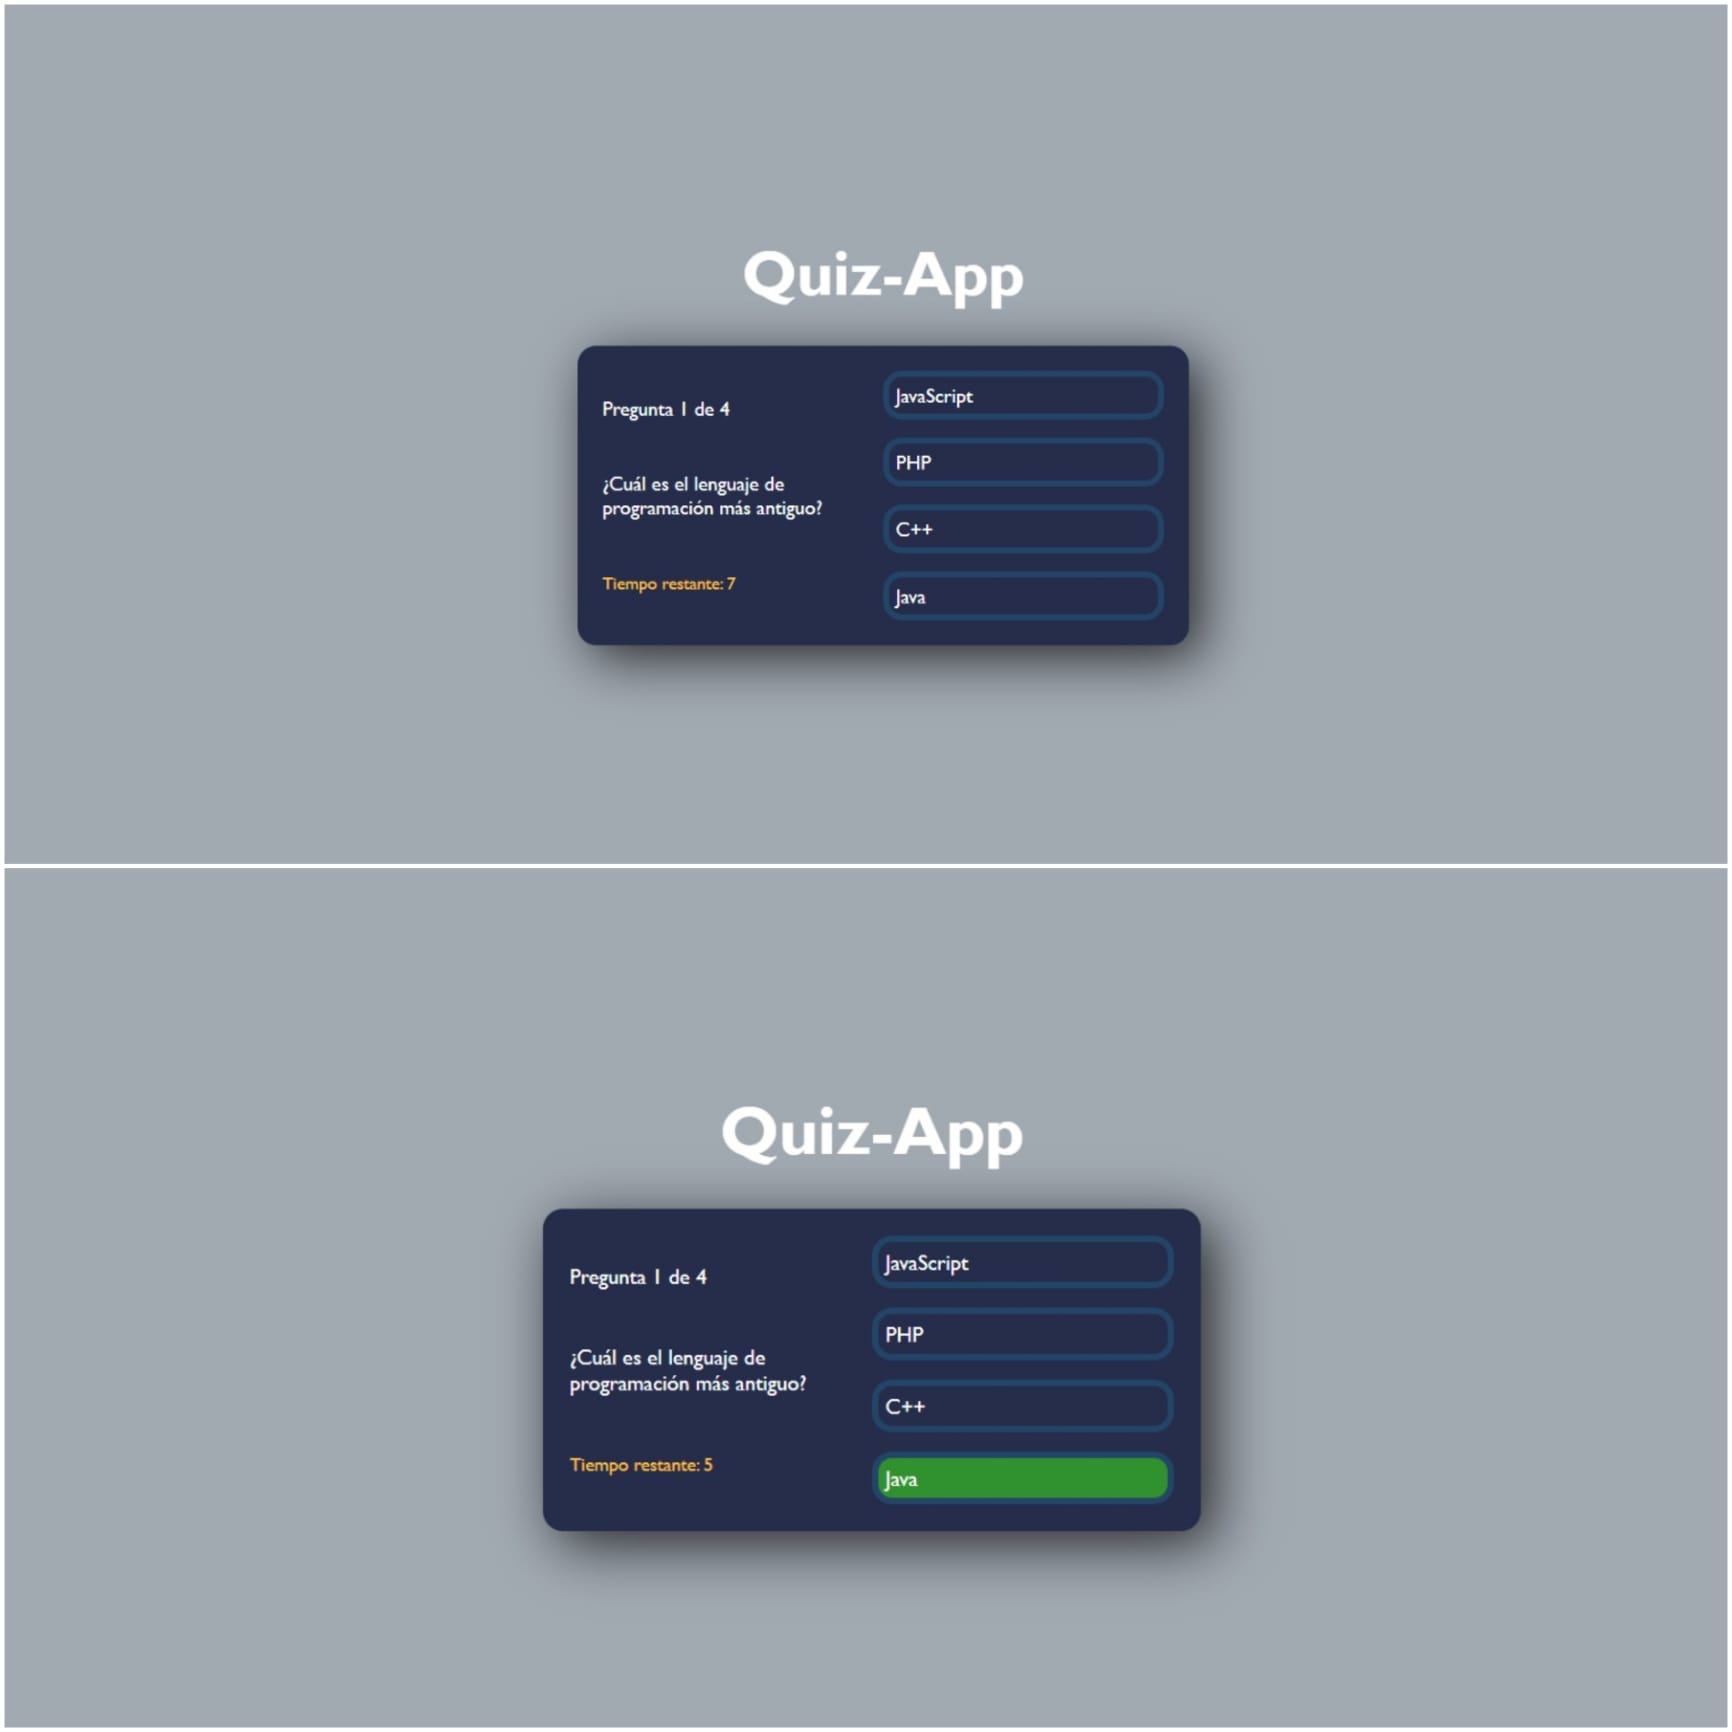 Quiz-App
Pregunta 1 de 4
¿Cuál es el lenguaje de
programación más antiguo?
Tiempo restante: 7
JavaScript
PHP
C++
Java
Quiz-App
Pregunta 1 de 4
¿Cuál es el lenguaje de
programación más antiguo?
Tiempo restante: 5
JavaScript
PHP
C++
Java